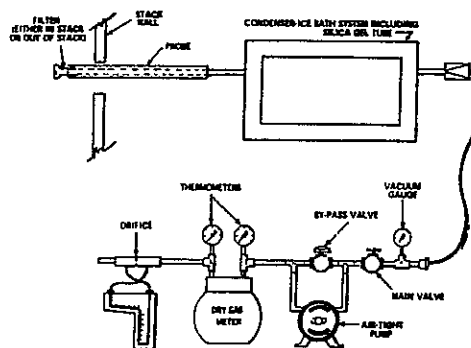 FILTER
(EITHER IN STACK
OR OUT OF STACK)
STACK
WALL
PROBE
CONDENSER-ICE BATH SYSTEM INCLUDING
SILICA GEL TUBE
THERMOMETERS
ORIFICE
BY-PASS VALVE
VACUUM
GAUGE
DRY GAS
METER
MAIN VALVE
AIR-TIGHT
PUMP